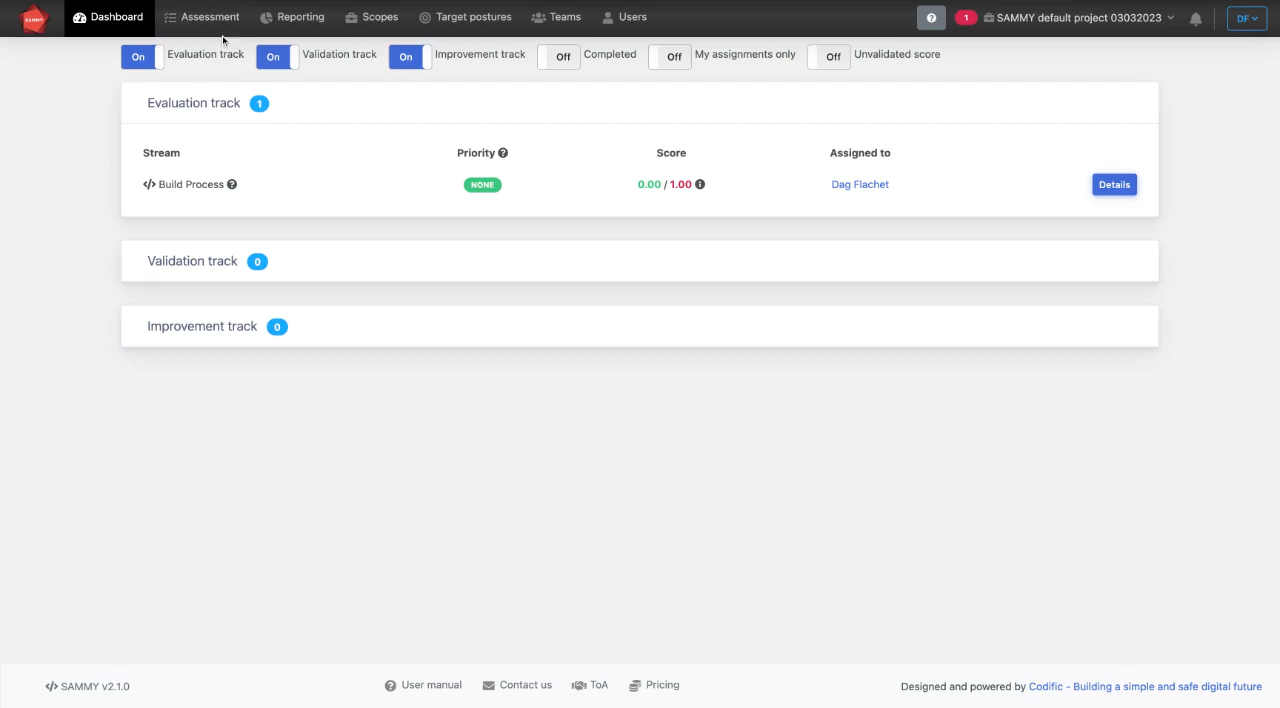 SAMMY Dashboard Assessment Reporting Scopes Target postures Teams Users ? 1 SAMMY default project 03032023 DF
On Evaluation track On Validation track On Improvement track Off Completed Off My assignments only Off Unvalidated score
Evaluation track 1
Stream Priority ? Score Assigned to
</> Build Process ? NONE 0.00 / 1.00 i Dag Flachet Details
Validation track 0
Improvement track 0
</> SAMMY v2.1.0 ? User manual Contact us ToA Pricing Designed and powered by Codific - Building a simple and safe digital future